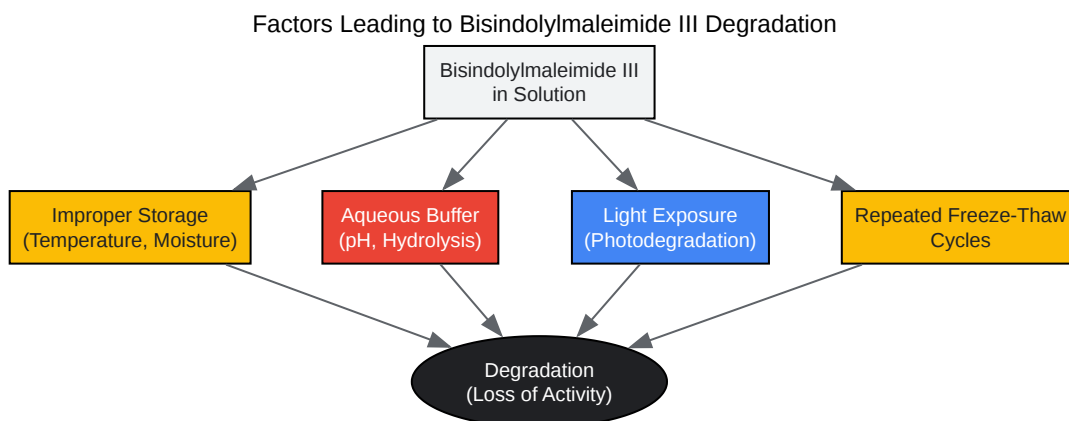 Factors Leading to Bisindolylmaleimide III Degradation
Bisindolylmaleimide III
in Solution
Improper Storage
(Temperature, Moisture)
Aqueous Buffer
(pH, Hydrolysis)
Light Exposure
(Photodegradation)
Repeated Freeze-Thaw
Cycles
Degradation
(Loss of Activity)